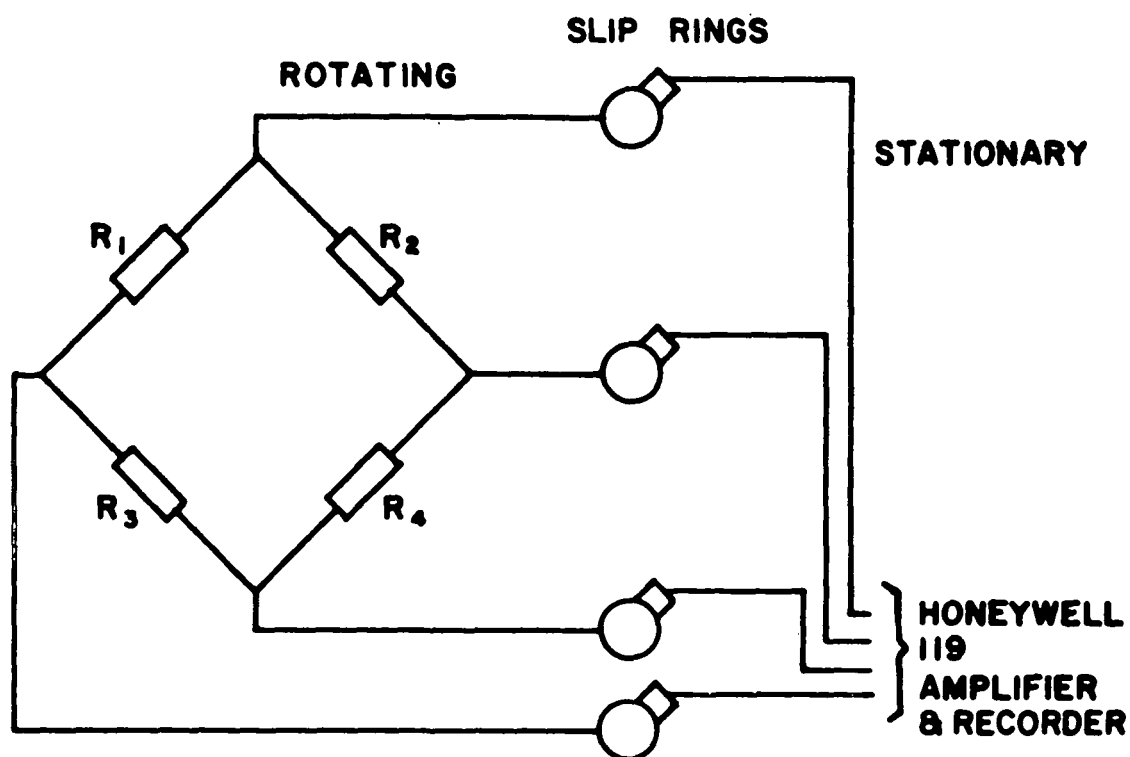 SLIP RINGS
ROTATING
STATIONARY
R₁
R₂
R₃
R₄
HONEYWELL
119
AMPLIFIER
& RECORDER